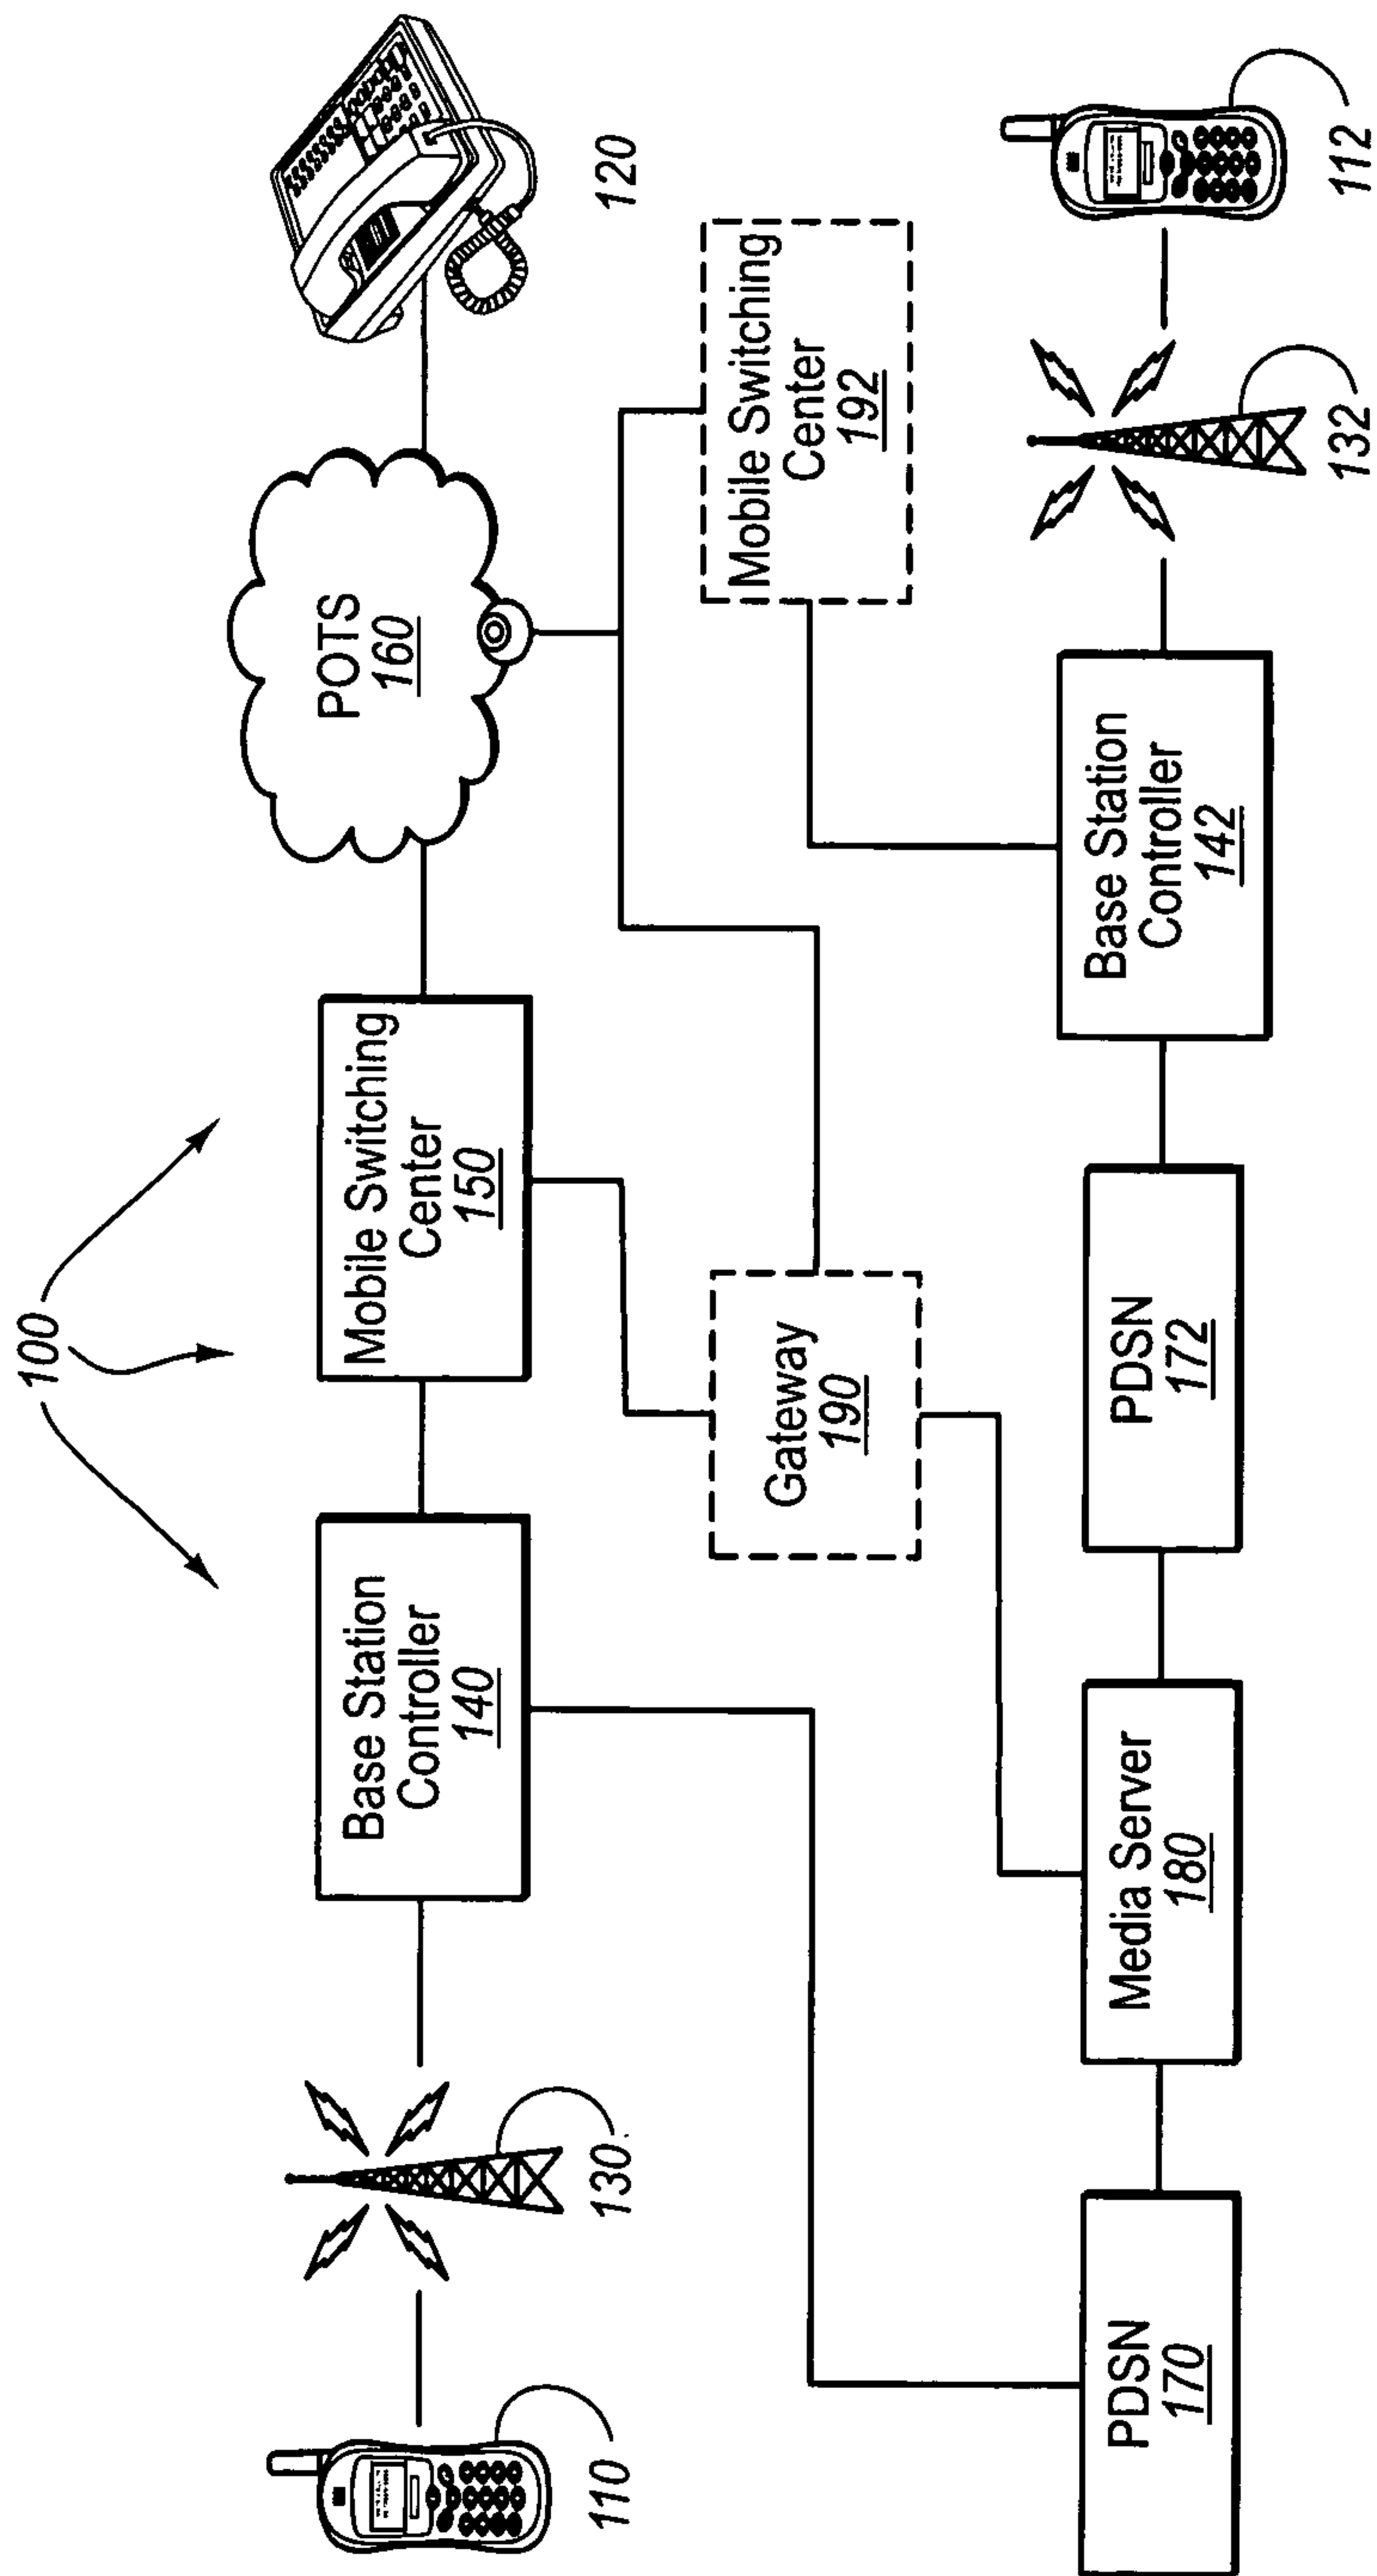 100
110
130
Base Station
Controller
140
Mobile Switching
Center
150
POTS
160
120
Gateway
190
Mobile Switching
Center
192
PDSN
170
Media Server
180
PDSN
172
Base Station
Controller
142
132
112